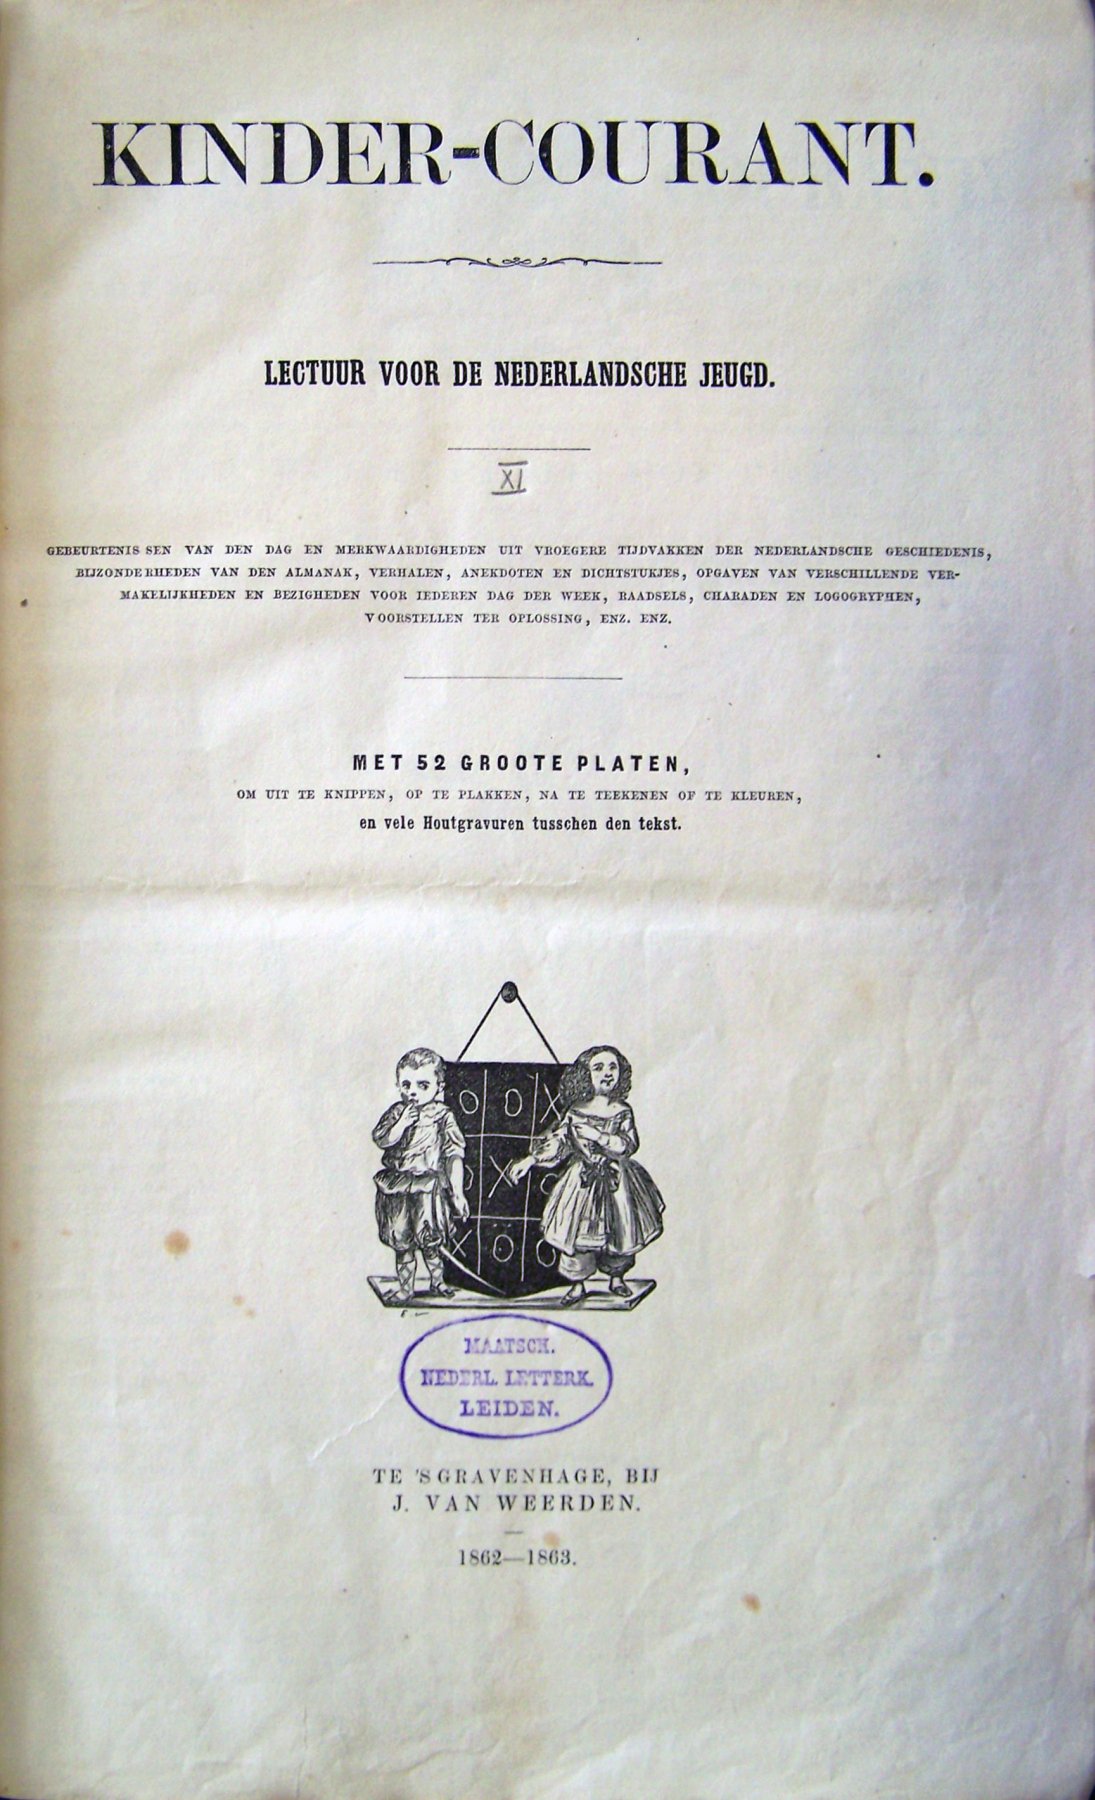 KINDER-COURANT.
LECTUUR VOOR DE NEDERLANDSCHE JEUGD.
XI
GEBEURTENISSEN VAN DEN DAG EN MERKWAARDIGHEDEN UIT VROEGERE TIJDVAKKEN DER NEDERLANDSCHE GESCHIEDENIS,
BIJZONDERHEDEN VAN DEN ALMANAK, VERHALEN, ANEKDOTEN EN DICHTSTUKJES, OPGAVEN VAN VERSCHILLENDE VER-
MAKELIJKHEDEN EN BEZIGHEDEN VOOR IEDEREN DAG DER WEEK, RAADSELS, CHARADEN EN LOGOGRYPHEN,
VOORSTELLEN TER OPLOSSING, ENZ. ENZ.
MET 52 GROOTE PLATEN,
OM UIT TE KNIPPEN, OP TE PLAKKEN, NA TE TEEKENEN OF TE KLEUREN,
en vele Houtgravuren tusschen den tekst.
O O X
O X O
X O O
MAATSCH.
NEDERL. LETTERK.
LEIDEN.
TE 'SGRAVENHAGE, BIJ
J. VAN WEERDEN.
1862—1863.